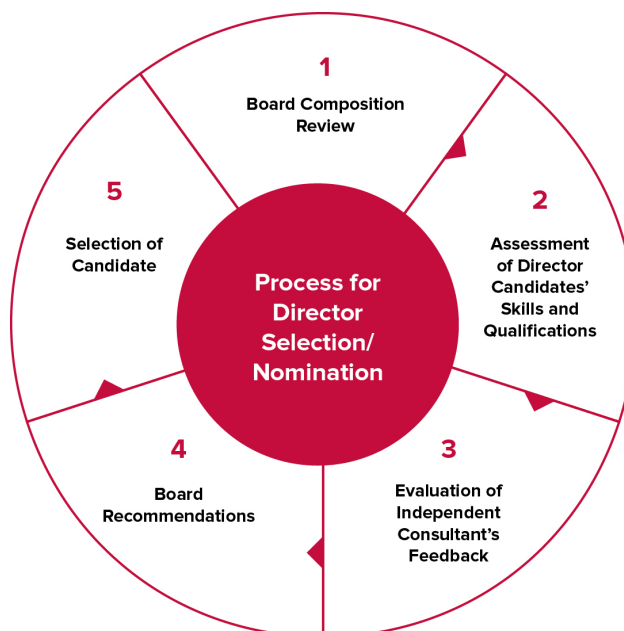 1
Board Composition
Review
2
Assessment
of Director
Candidates’
Skills and
Qualifications
3
Evaluation of
Independent
Consultant’s
Feedback
4
Board
Recommendations
5
Selection of
Candidate
Process for
Director
Selection/
Nomination